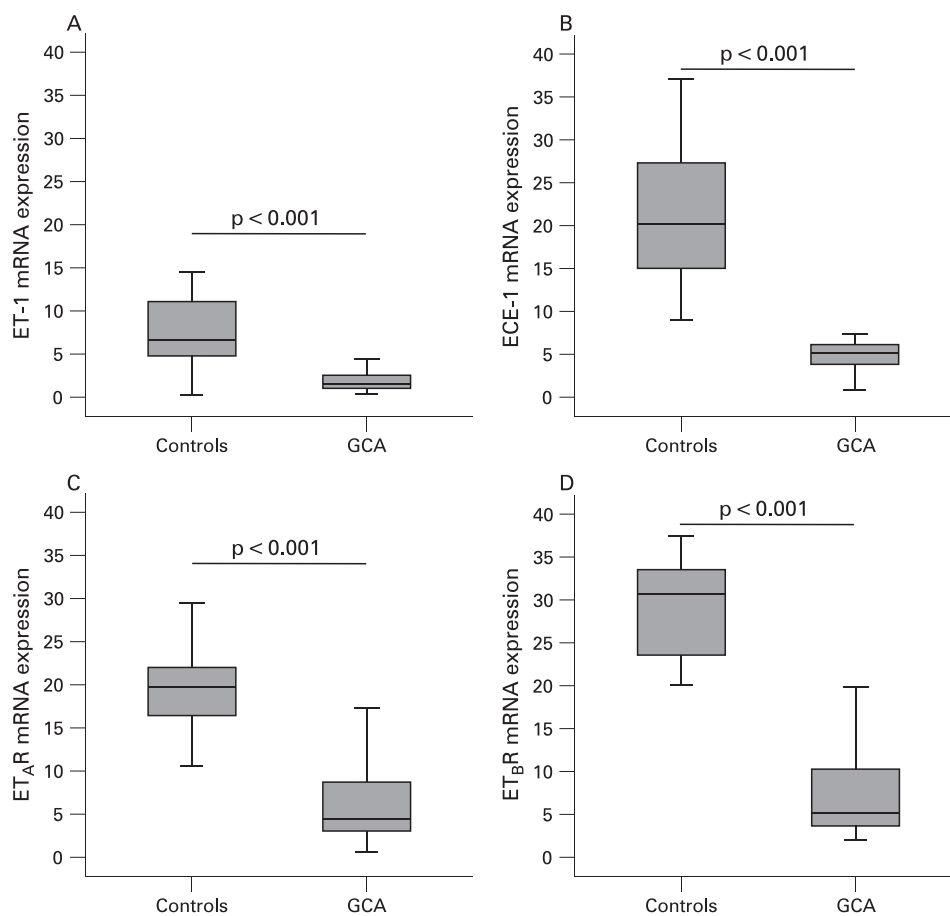 A
ET-1 mRNA expression
40
35
30
25
20
15
10
5
0
p < 0.001
Controls GCA
B
ECE-1 mRNA expression
40
35
30
25
20
15
10
5
0
p < 0.001
Controls GCA
C
ET_AR mRNA expression
40
35
30
25
20
15
10
5
0
p < 0.001
Controls GCA
D
ET_BR mRNA expression
40
35
30
25
20
15
10
5
0
p < 0.001
Controls GCA